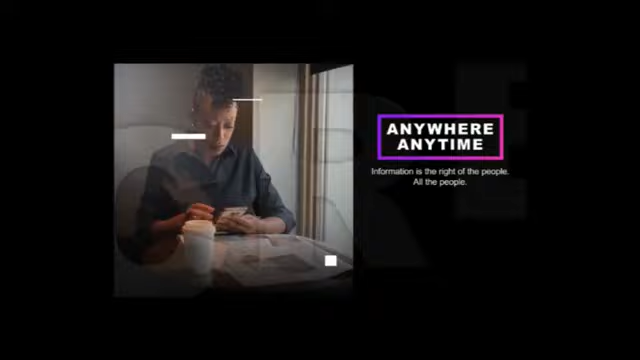 ANYWHERE
ANYTIME
Information is the right of the people.
All the people.